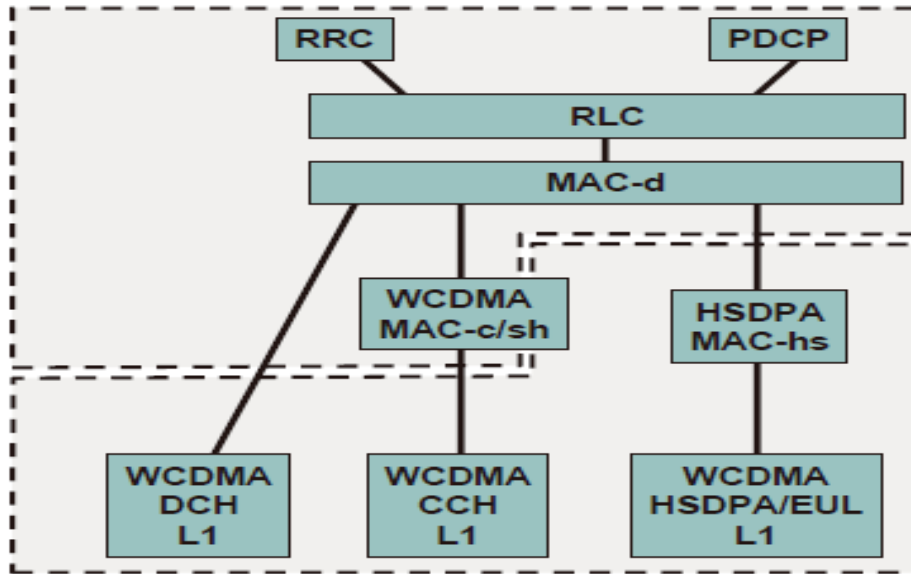 RRC
PDCP
RLC
MAC-d
WCDMA
MAC-c/sh
HSDPA
MAC-hs
WCDMA
DCH
L1
WCDMA
CCH
L1
WCDMA
HSDPA/EUL
L1